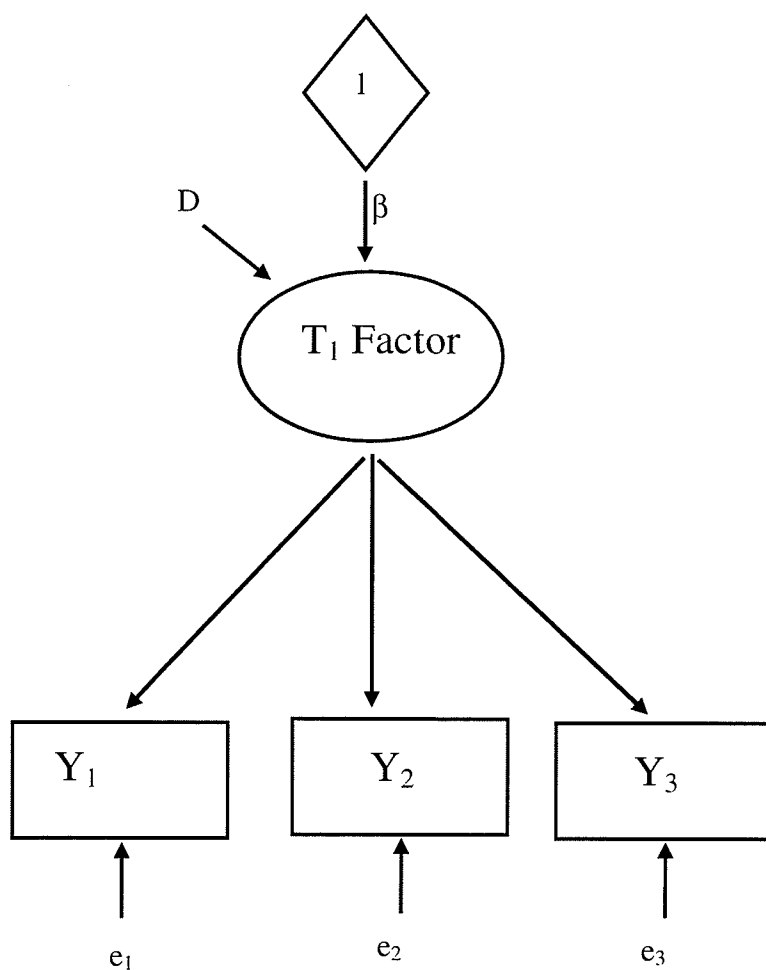 1
D
β
T₁ Factor
Y₁
Y₂
Y₃
e₁
e₂
e₃